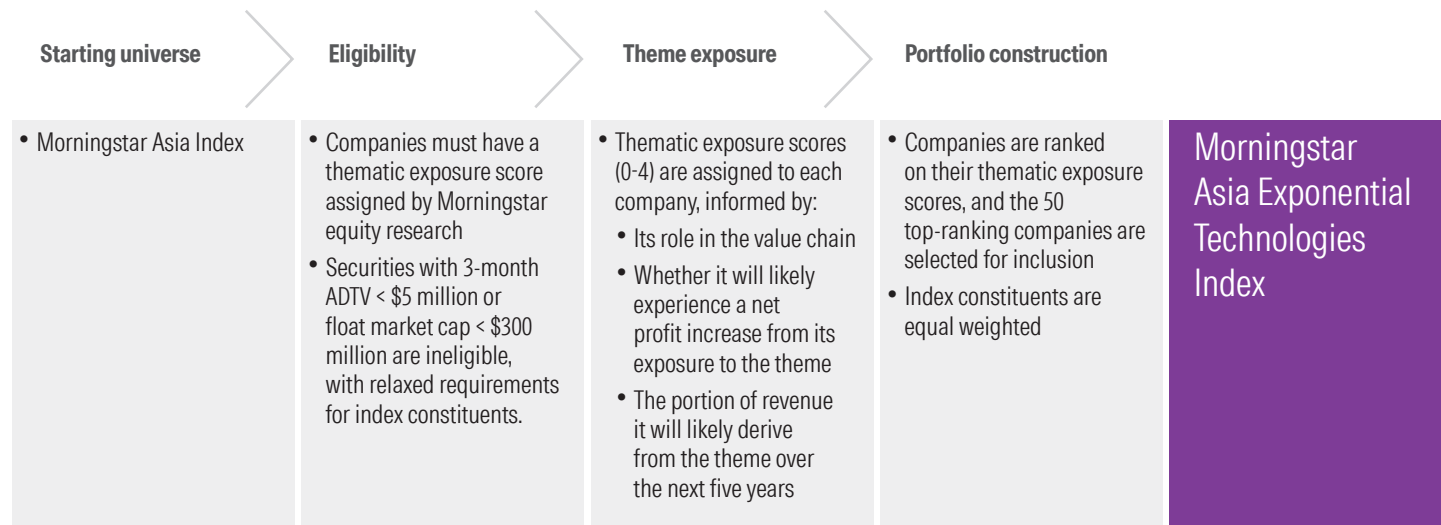 Starting universe
Eligibility
Theme exposure
Portfolio construction
• Morningstar Asia Index
• Companies must have a
thematic exposure score
assigned by Morningstar
equity research
• Securities with 3-month
ADTV < $5 million or
float market cap < $300
million are ineligible,
with relaxed requirements
for index constituents.
• Thematic exposure scores
(0-4) are assigned to each
company, informed by:
• Its role in the value chain
• Whether it will likely
experience a net
profit increase from its
exposure to the theme
• The portion of revenue
it will likely derive
from the theme over
the next five years
• Companies are ranked
on their thematic exposure
scores, and the 50
top-ranking companies are
selected for inclusion
• Index constituents are
equal weighted
Morningstar
Asia Exponential
Technologies
Index